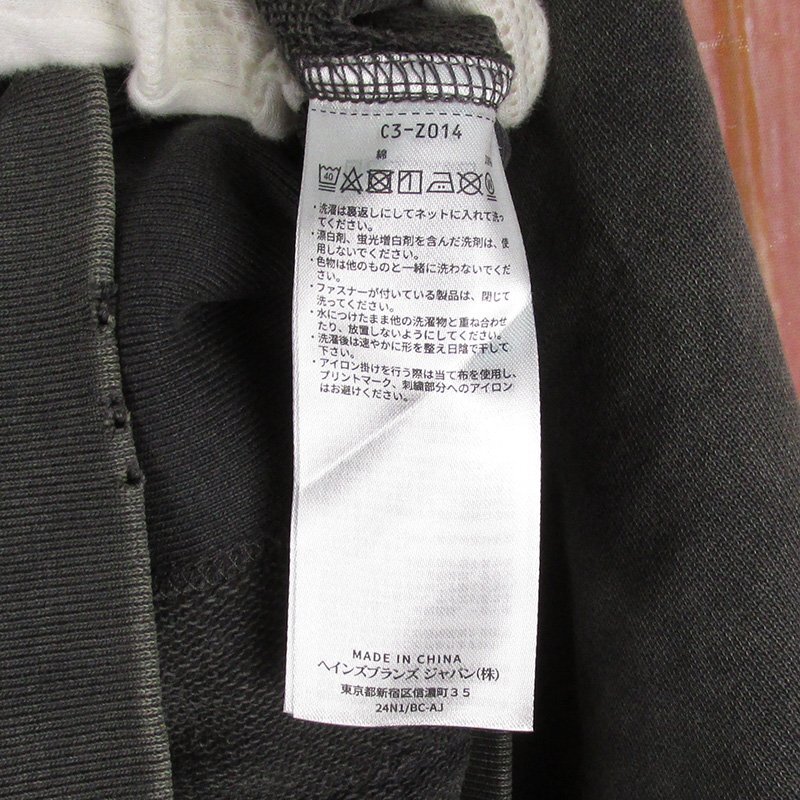 C3-Z014
綿
40
・洗濯は裏返しにしてネットに入れて洗っ
てください。
・漂白剤、蛍光増白剤を含んだ洗剤は、使
用しないでください。
・色物は他のものと一緒に洗わないでくだ
さい。
・ファスナーが付いている製品は、閉じて
洗ってください。
・水につけたまま他の洗濯物と重ね合わせ
たり、放置しないようにしてください。
・洗濯後は速やかに形を整え日陰で干して
下さい。
・アイロン掛けを行う際は当て布を使用し、
プリントマーク、刺繍部分へのアイロン
はお避けください。
MADE IN CHINA
ヘインズブランズ ジャパン(株)
東京都新宿区信濃町３５
24N1/BC-AJ